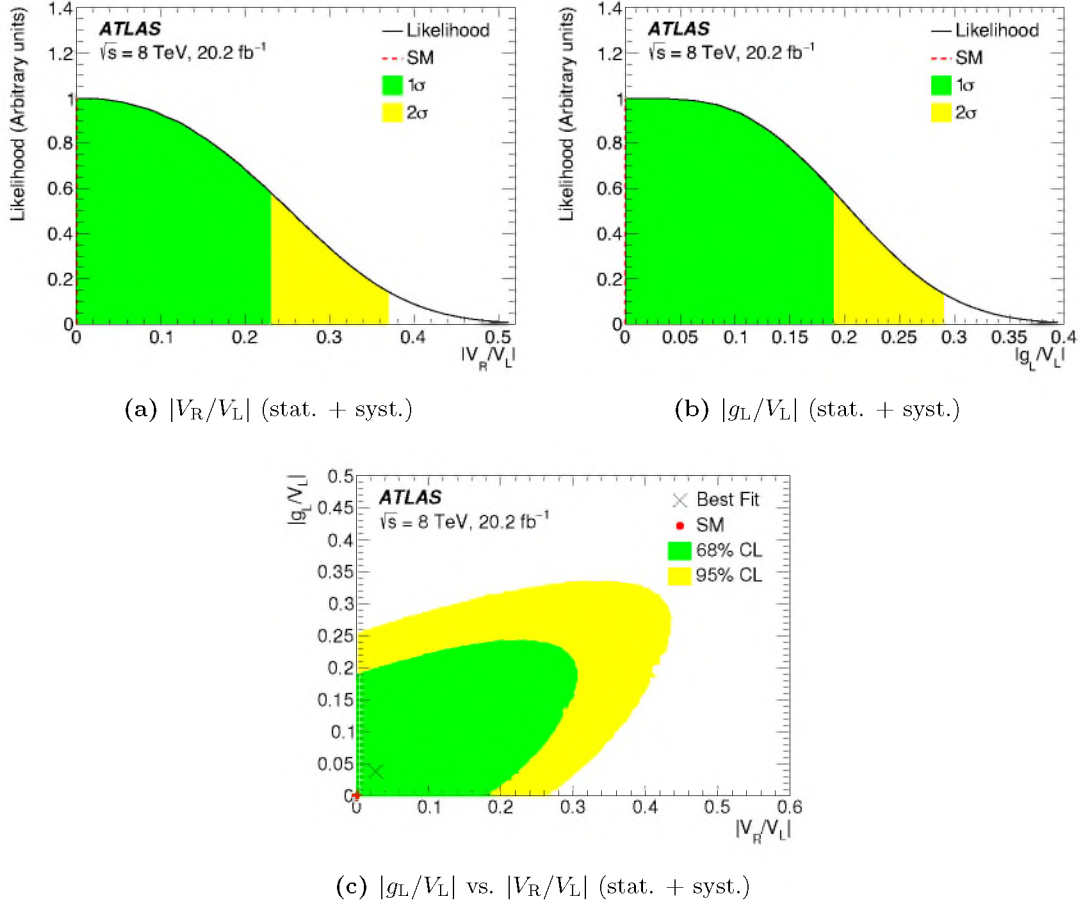 ATLAS
√s = 8 TeV, 20.2 fb⁻¹
Likelihood
SM
1σ
2σ
Likelihood (Arbitrary units)
1.4
1.2
1
0.8
0.6
0.4
0.2
0
0 0.1 0.2 0.3 0.4 0.5
|V_R/V_L|
(a) |V_R/V_L| (stat. + syst.)
ATLAS
√s = 8 TeV, 20.2 fb⁻¹
Likelihood
SM
1σ
2σ
Likelihood (Arbitrary units)
1.4
1.2
1
0.8
0.6
0.4
0.2
0
0 0.05 0.1 0.15 0.2 0.25 0.3 0.35 0.4
|g_L/V_L|
(b) |g_L/V_L| (stat. + syst.)
ATLAS
√s = 8 TeV, 20.2 fb⁻¹
Best Fit
SM
68% CL
95% CL
|g_L/V_L|
0.5
0.45
0.4
0.35
0.3
0.25
0.2
0.15
0.1
0.05
0
0 0.1 0.2 0.3 0.4 0.5 0.6
|V_R/V_L|
(c) |g_L/V_L| vs. |V_R/V_L| (stat. + syst.)